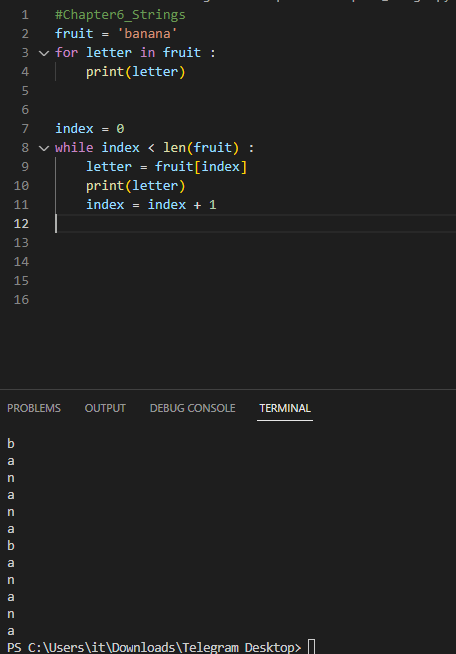 1 #Chapter6_Strings
2 fruit = 'banana'
3 for letter in fruit :
4     print(letter)
5
6
7 index = 0
8 while index < len(fruit) :
9     letter = fruit[index]
10     print(letter)
11     index = index + 1
12
13
14
15
16
PROBLEMS OUTPUT DEBUG CONSOLE TERMINAL
b
a
n
a
n
a
b
a
n
a
n
a
PS C:\Users\it\Downloads\Telegram Desktop>